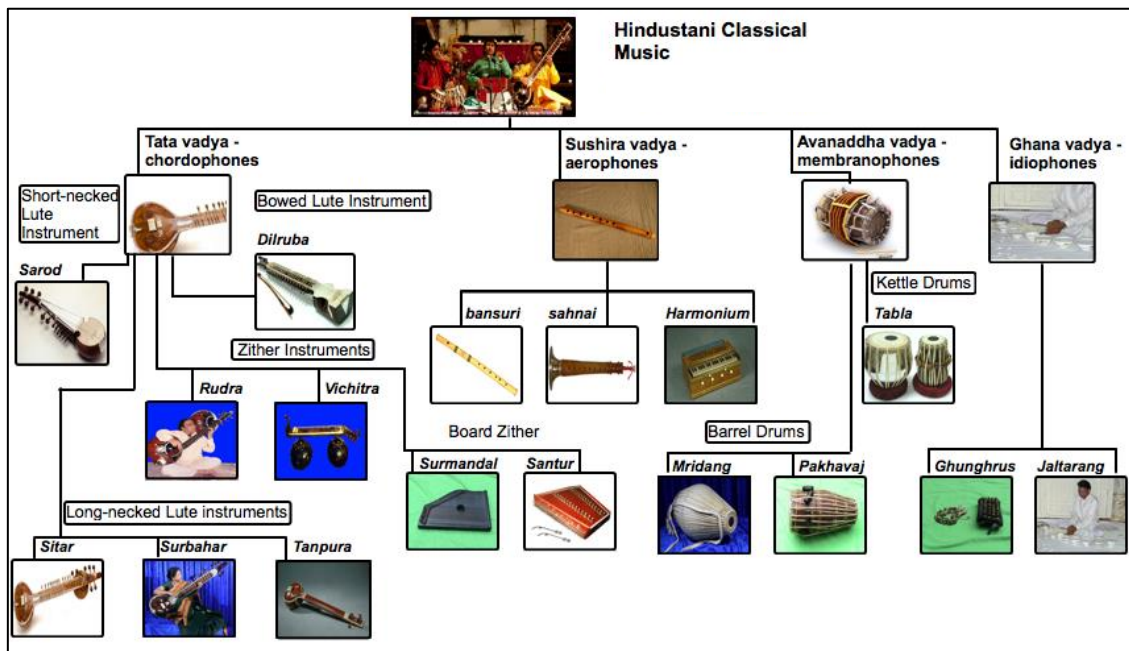 Hindustani Classical
Music
Tata vadya -
chordophones
Sushira vadya -
aerophones
Avanaddha vadya -
membranophones
Ghana vadya -
idiophones
Short-necked
Lute
Instrument
Bowed Lute Instrument
Dilruba
Sarod
Kettle Drums
Tabla
bansuri
sahnai
Harmonium
Zither Instruments
Rudra
Vichitra
Board Zither
Surmandal
Santur
Barrel Drums
Mridang
Pakhavaj
Ghunghrus
Jaltarang
Long-necked Lute instruments
Sitar
Surbahar
Tanpura